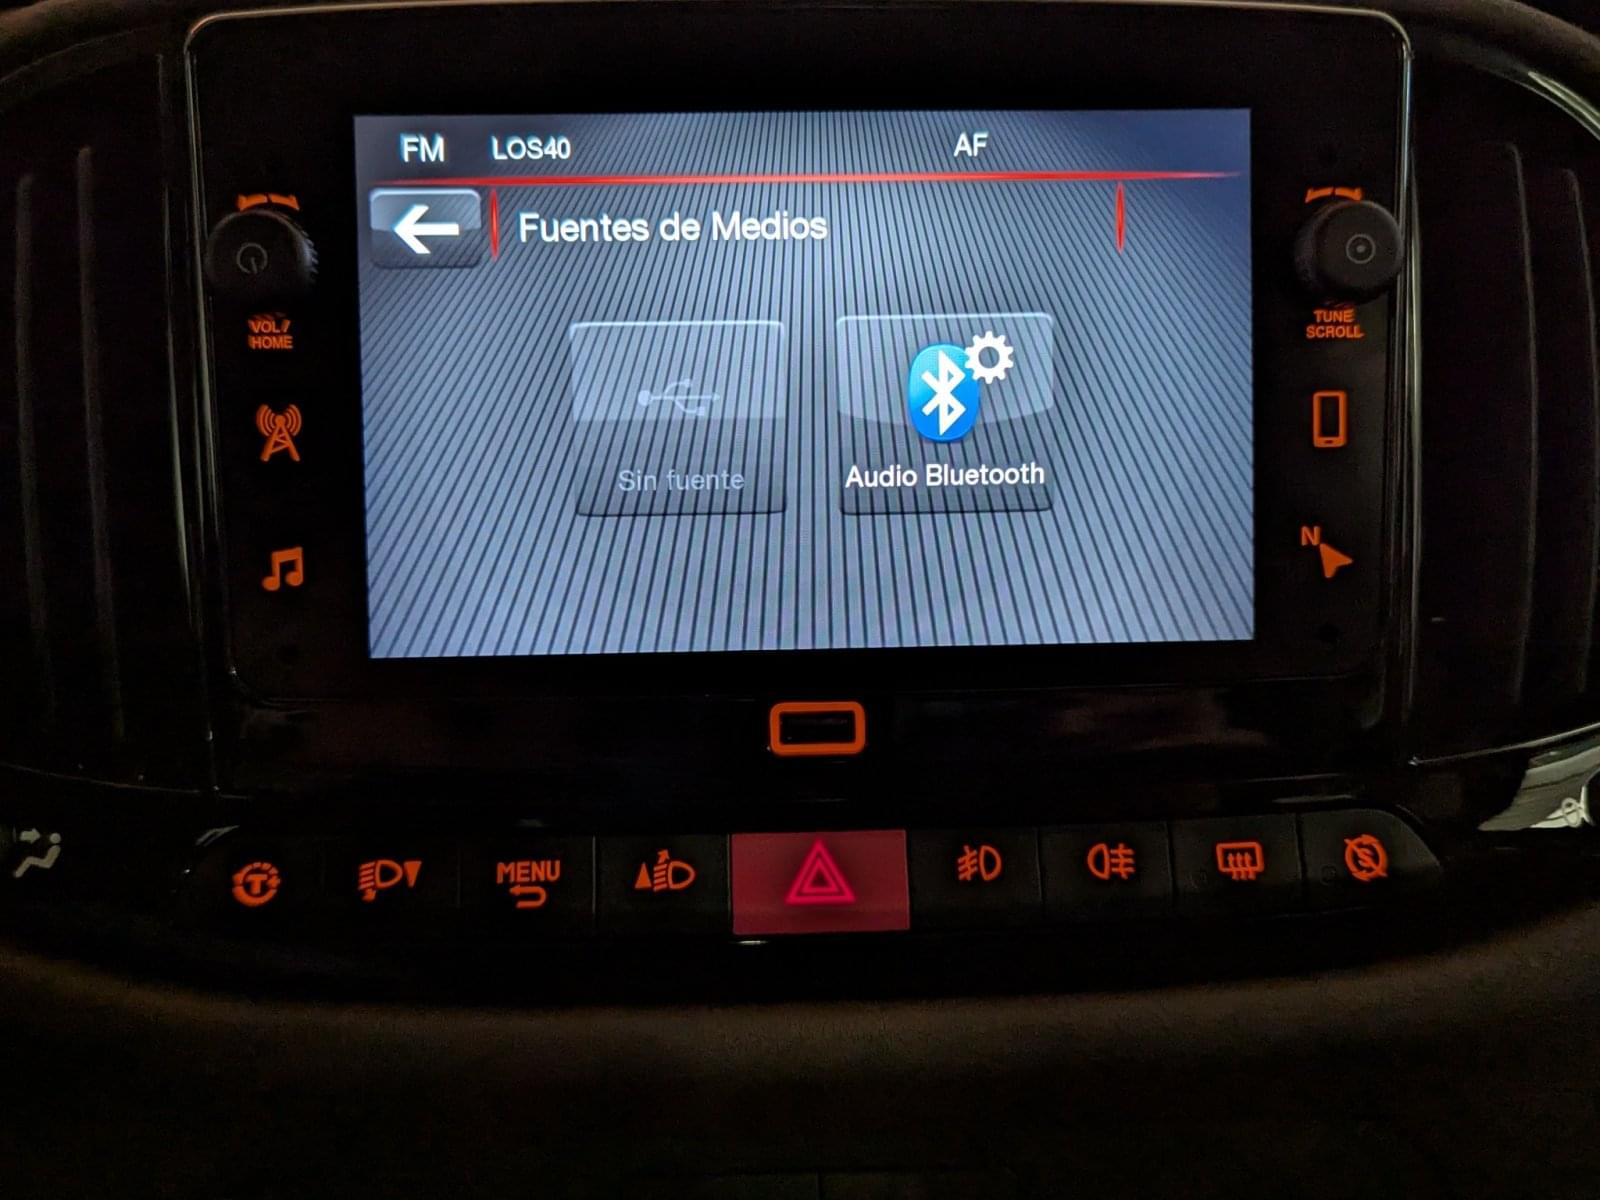 FM LOS40 AF
Fuentes de Medios
Sin fuente
Audio Bluetooth
VOL/
HOME
TUNE
SCROLL
N
T
MENU
S